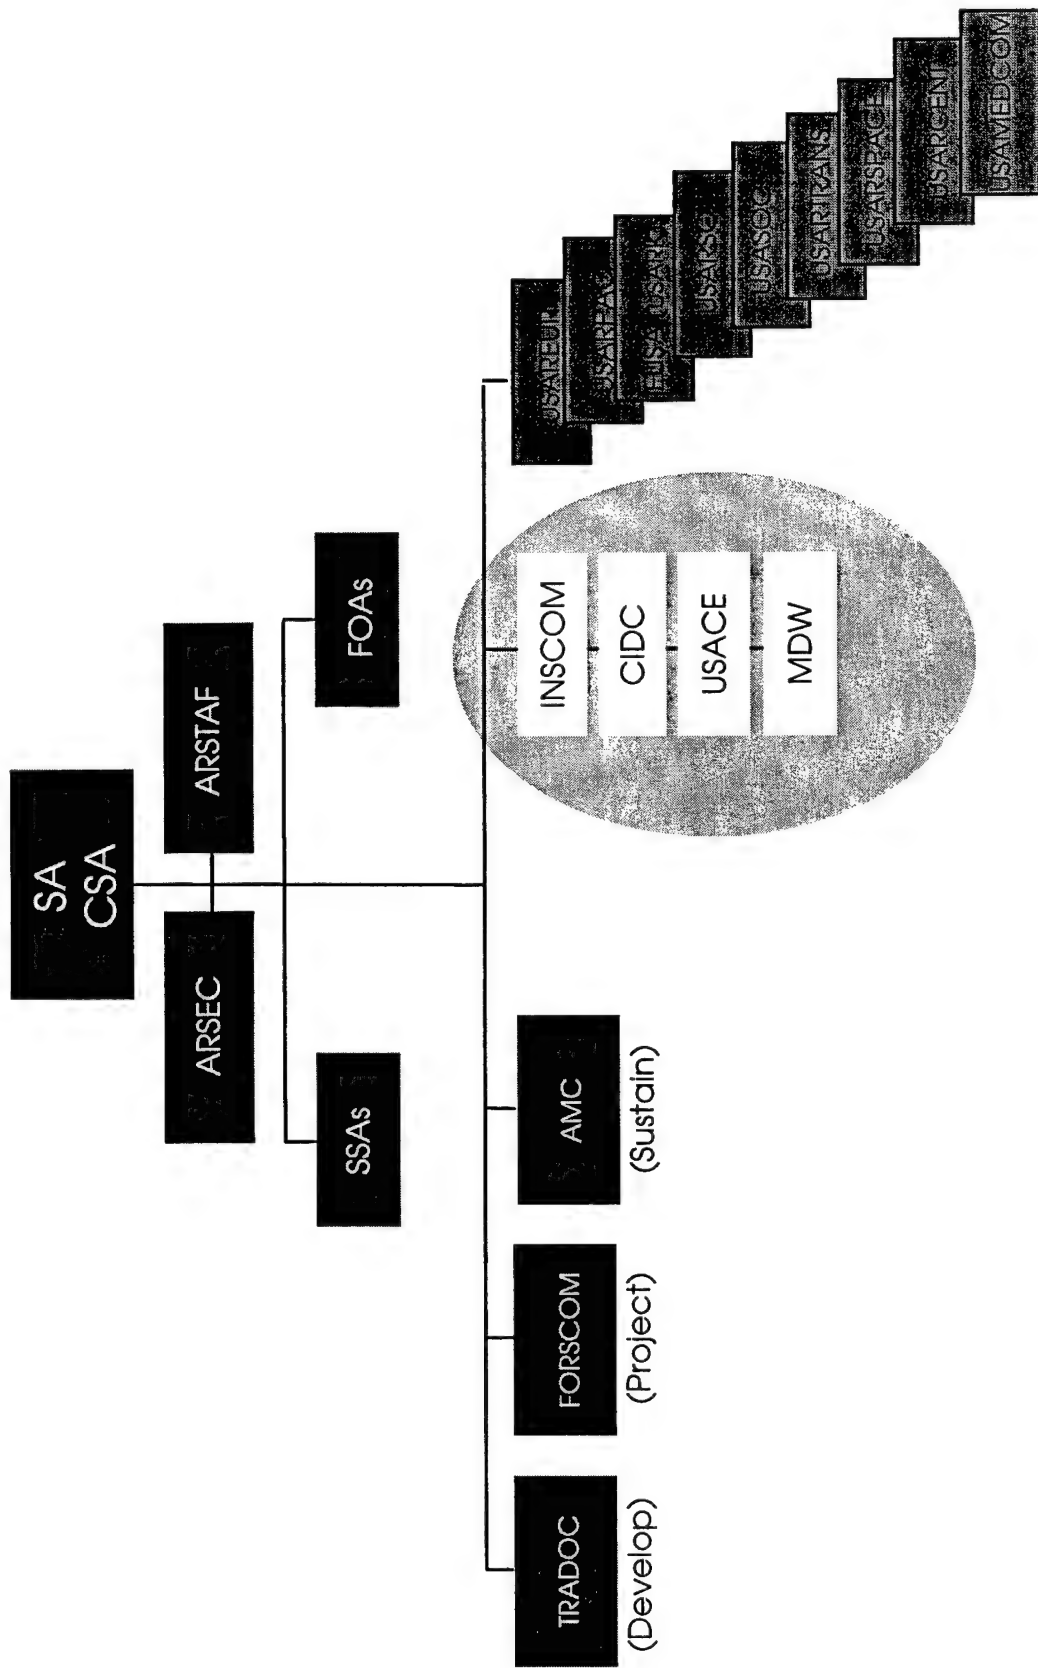 SA
CSA
ARSEC
ARSTAF
SSAs
FOAs
TRADOC
(Develop)
FORSCOM
(Project)
AMC
(Sustain)
INSCOM
CIDC
USACE
MDW
USAREUR
USARPAC
USARSO
USASOC
USARTRANS
USARSPACE
USARCENT
USAMEDCOM